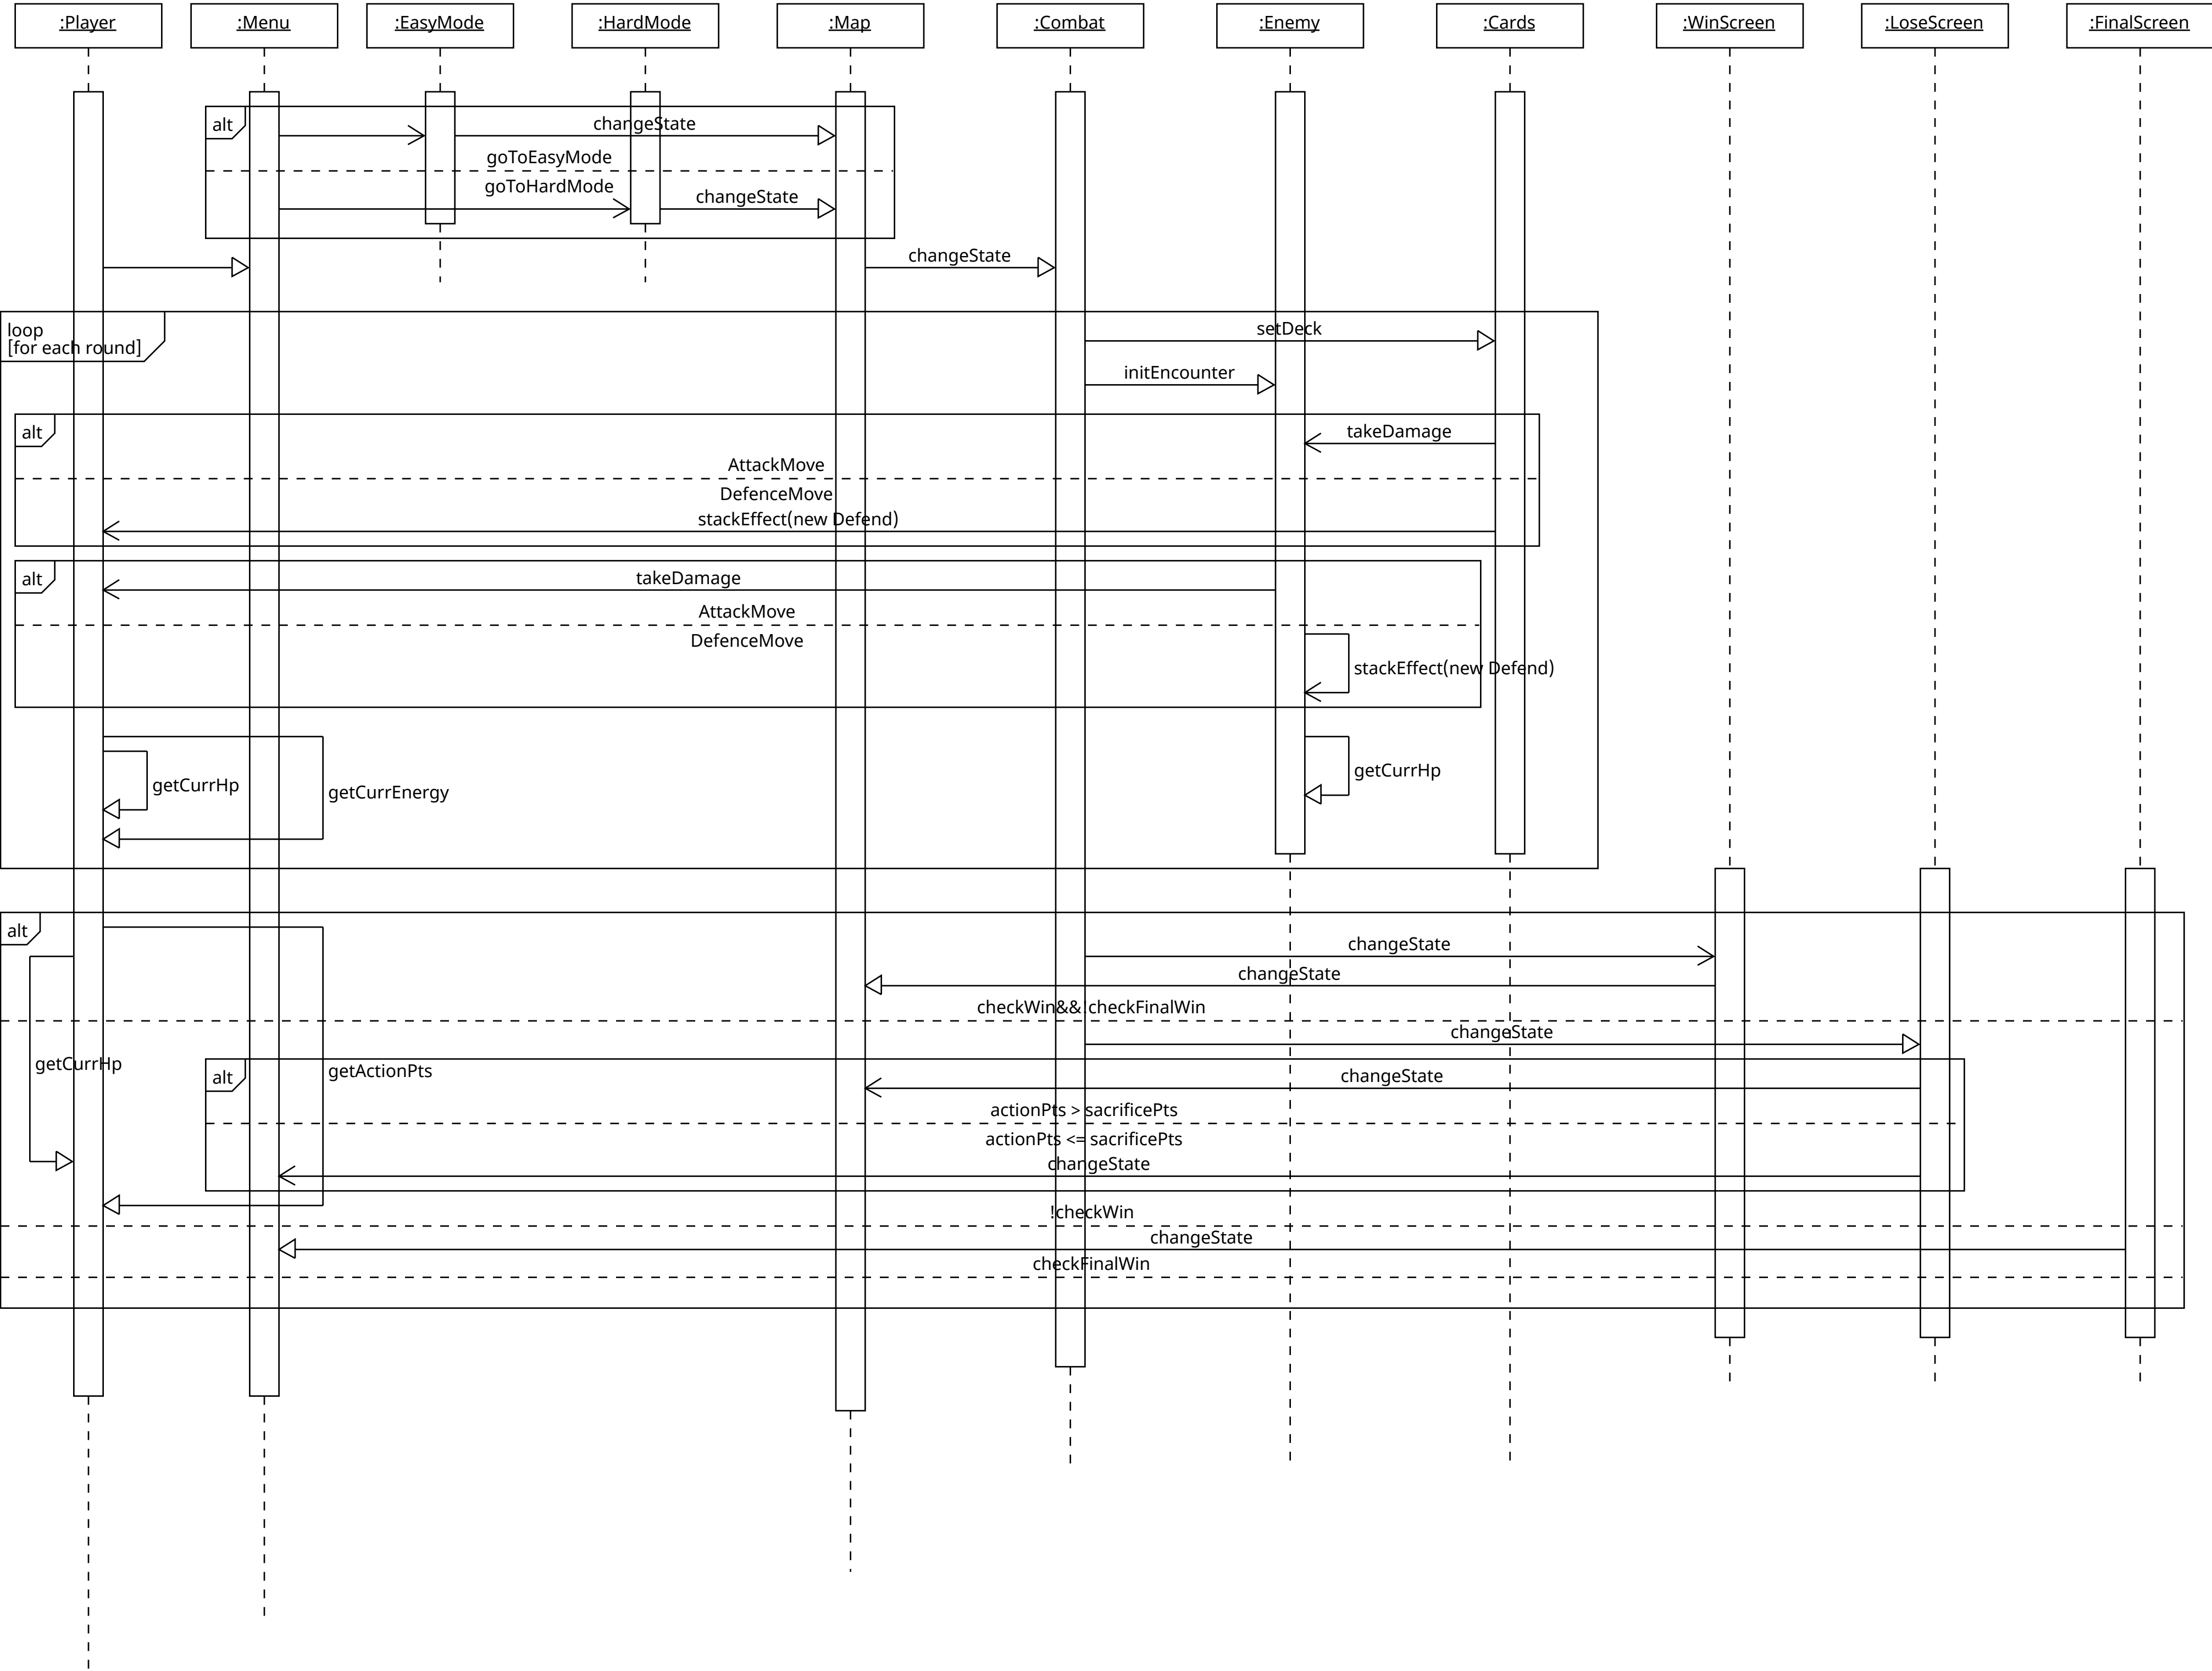 :Player
:Menu
:EasyMode
:HardMode
:Map
:Combat
:Enemy
:Cards
:WinScreen
:LoseScreen
:FinalScreen
alt
changeState
goToEasyMode
goToHardMode
changeState
changeState
loop
[for each round]
setDeck
initEncounter
alt
takeDamage
AttackMove
DefenceMove
stackEffect(new Defend)
alt
takeDamage
AttackMove
DefenceMove
stackEffect(new Defend)
getCurrHp
getCurrHp
getCurrEnergy
alt
changeState
changeState
checkWin&&!checkFinalWin
changeState
getCurrHp
alt
getActionPts
changeState
actionPts > sacrificePts
actionPts <= sacrificePts
changeState
!checkWin
changeState
checkFinalWin